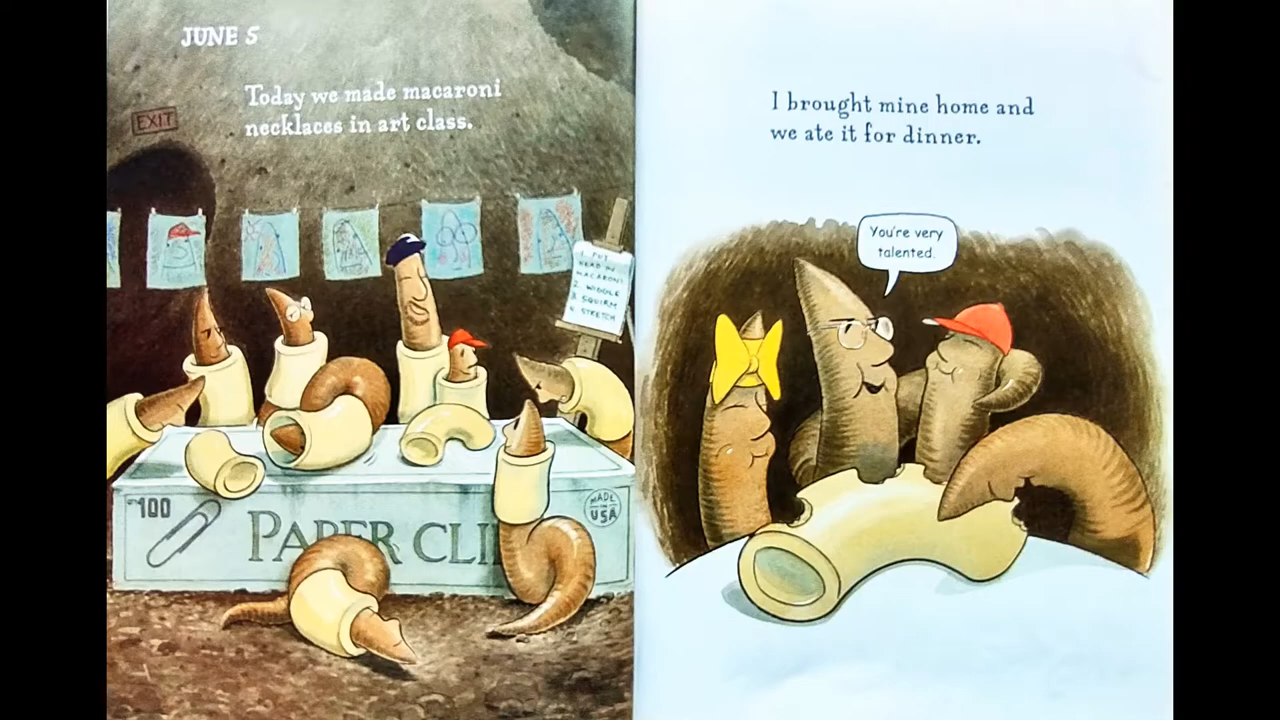 JUNE 5
Today we made macaroni
necklaces in art class.
EXIT
1. PUT
HEAD IN
MACARONI
2. WIGGLE
3. SQUIRM
4. STRETCH
100
PAPER CLI
MADE
IN
USA
I brought mine home and
we ate it for dinner.
You're very
talented.